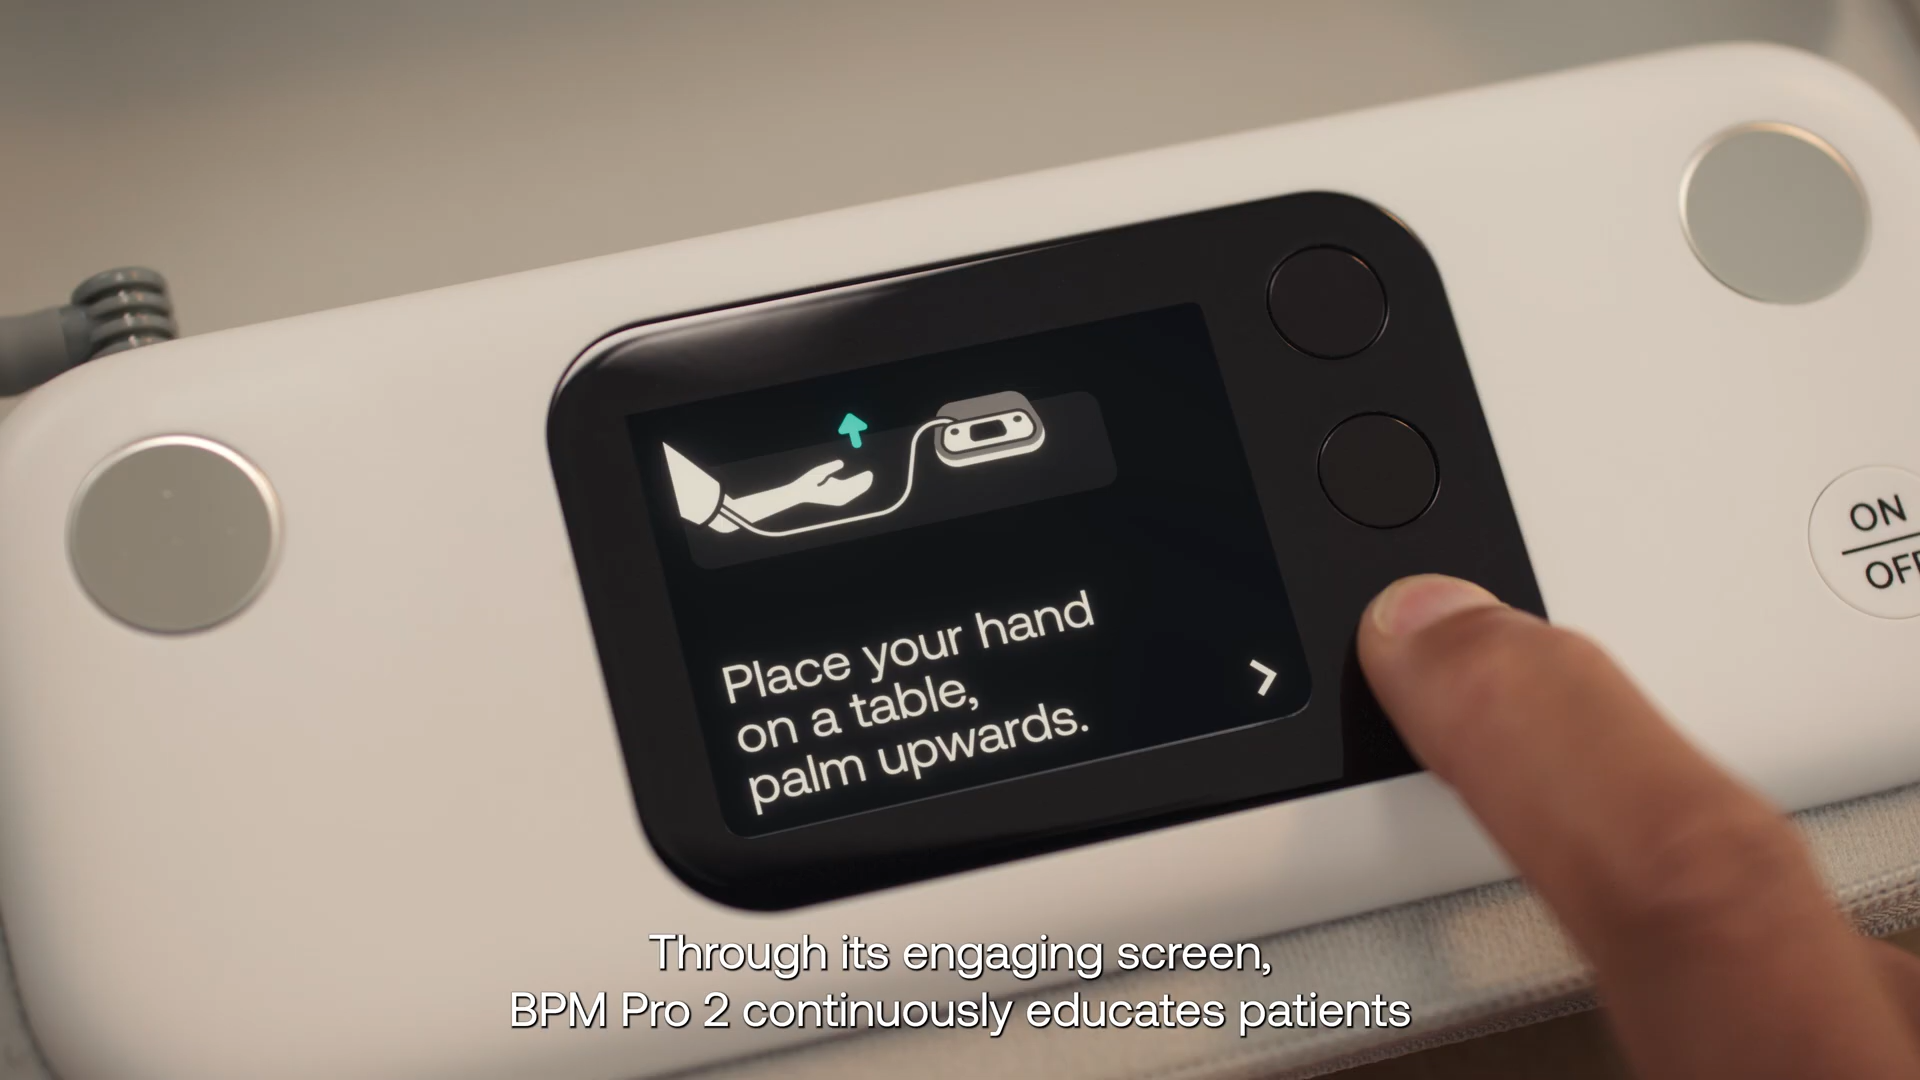 Place your hand
on a table,
palm upwards.
ON
OFF
Through its engaging screen,
BPM Pro 2 continuously educates patients